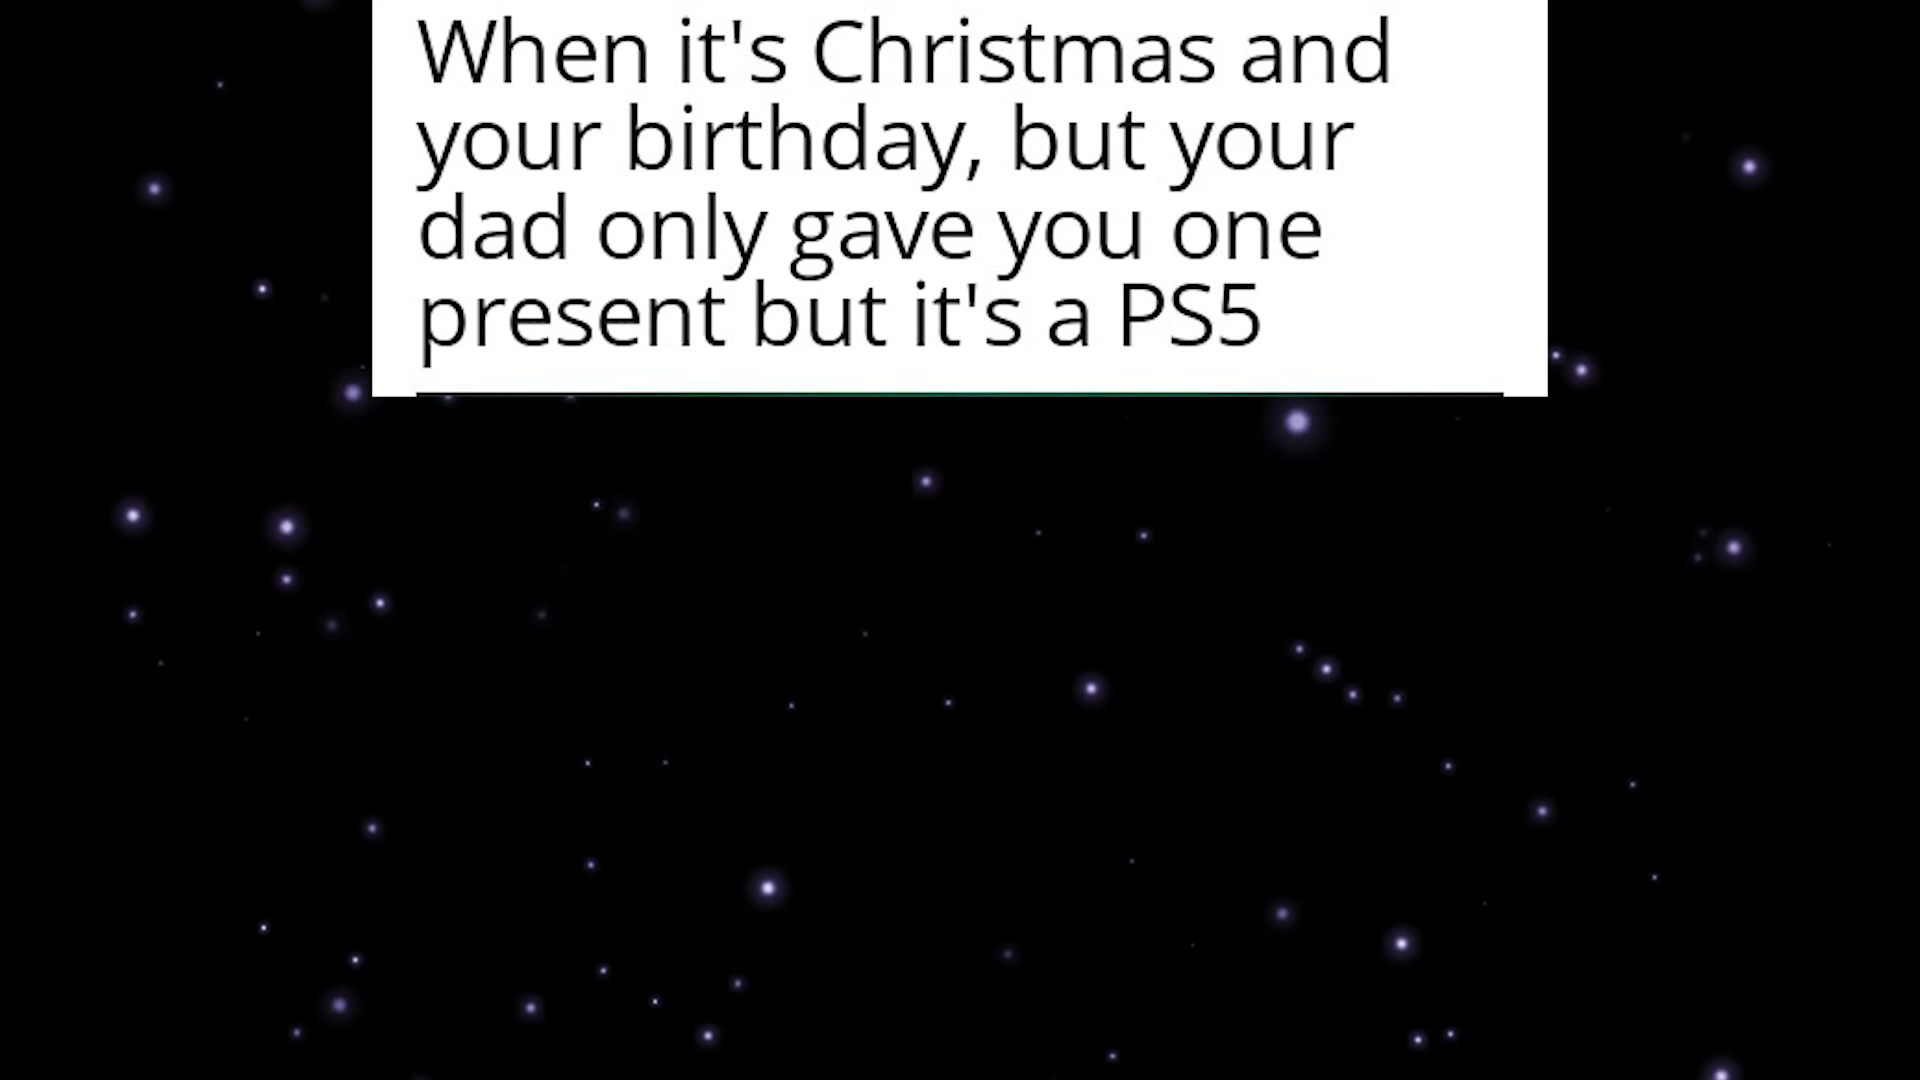 When it's Christmas and
your birthday, but your
dad only gave you one
present but it's a PS5